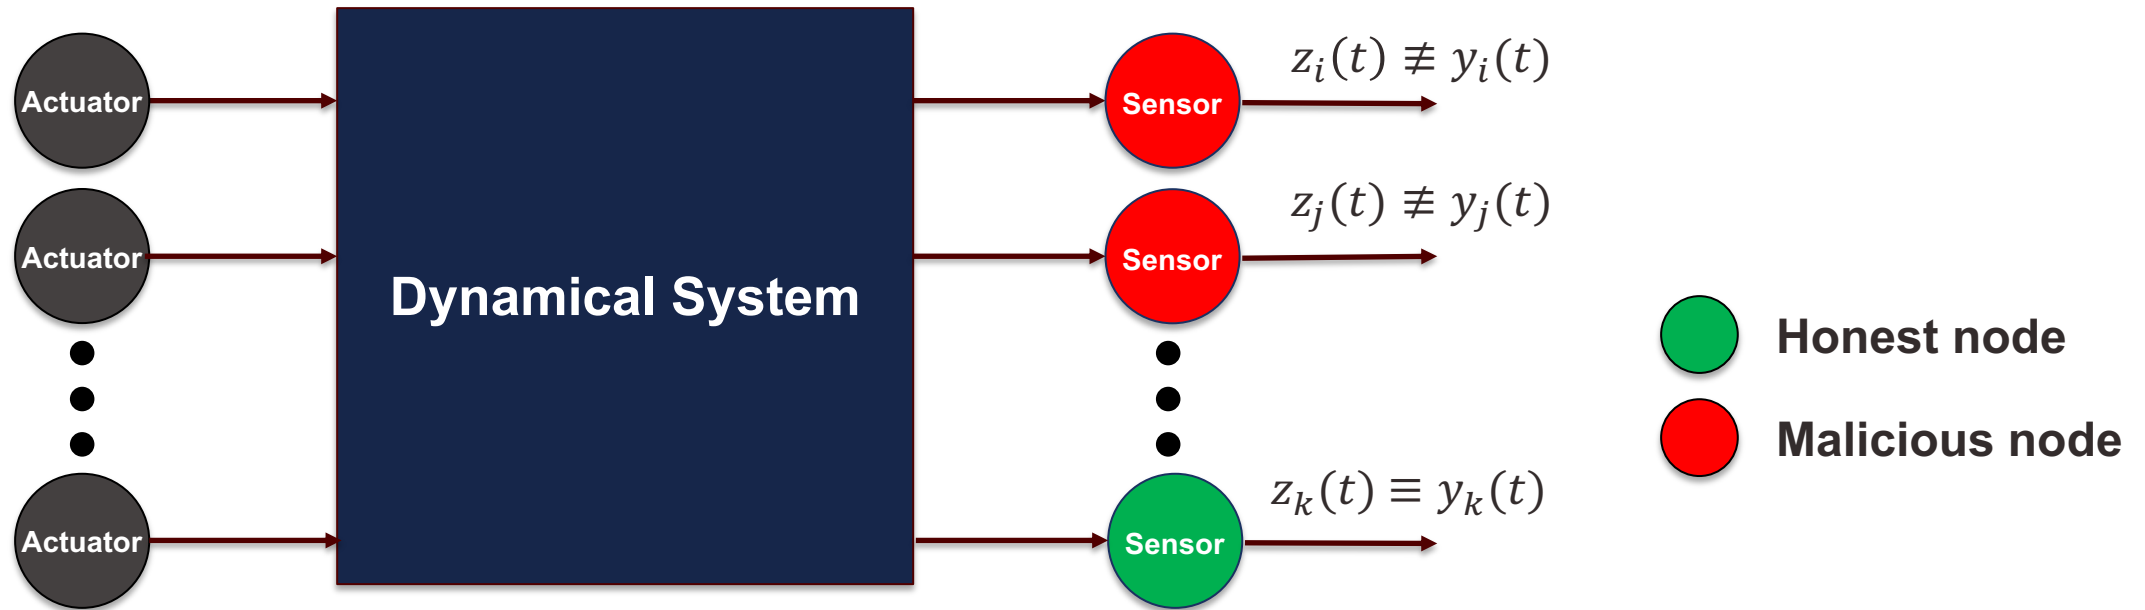 Actuator
Sensor
z_i(t) ≢ y_i(t)
Actuator
Sensor
z_j(t) ≢ y_j(t)
Dynamical System
Honest node
Malicious node
Actuator
Sensor
z_k(t) ≡ y_k(t)